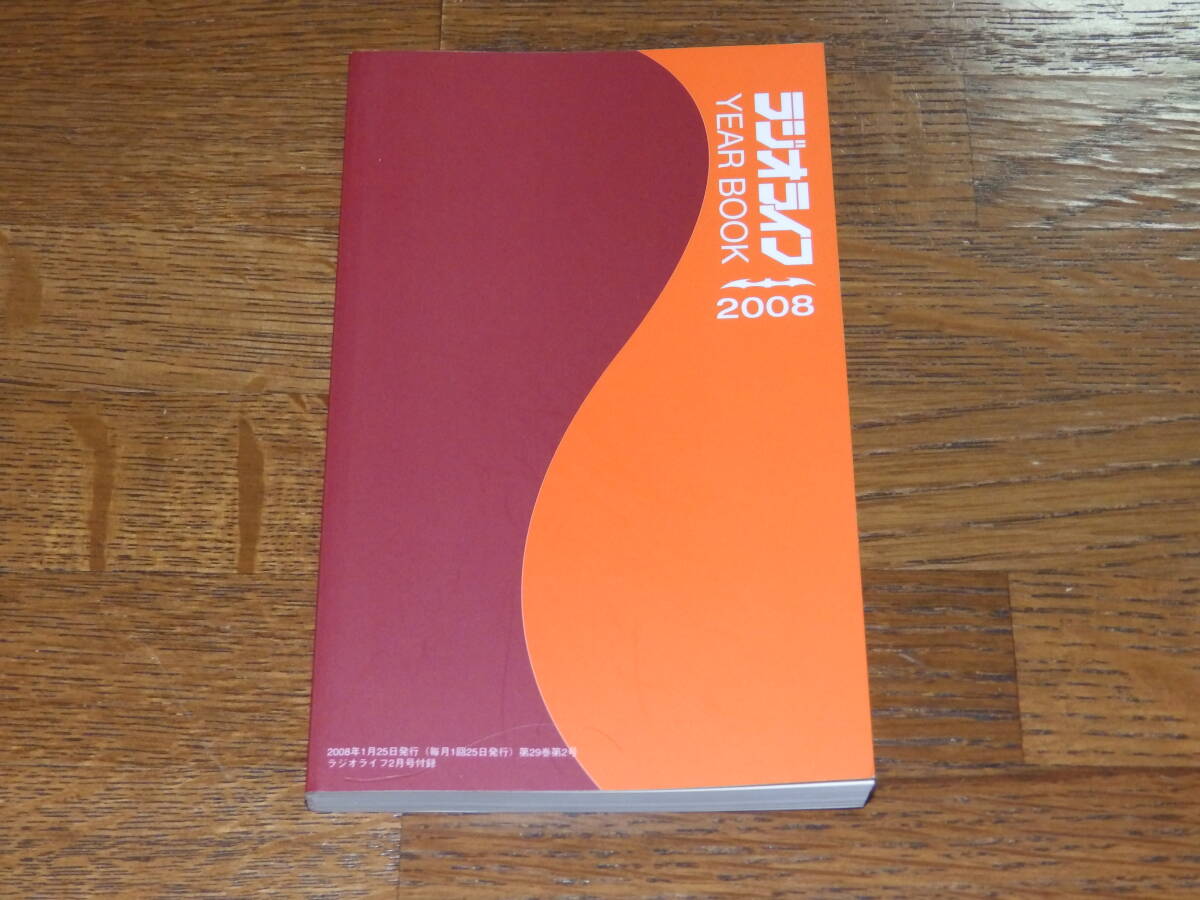 ラジオライフ
YEAR BOOK
2008
2008年1月25日発行（毎月1回25日発行）第29巻第2号
ラジオライフ2月号付録